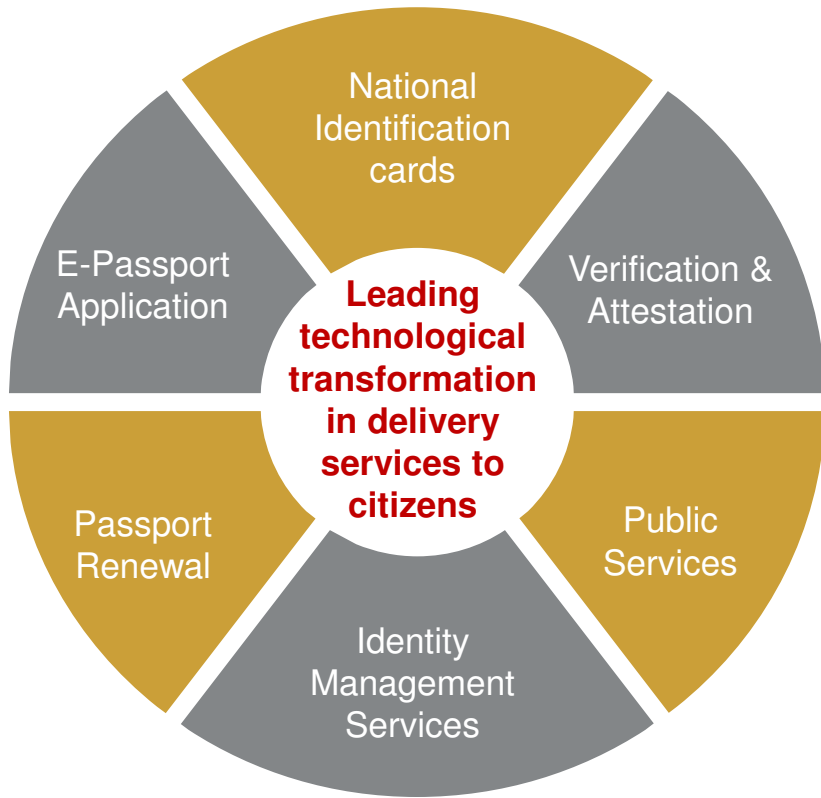 National
Identification
cards
Verification &
Attestation
Public
Services
Identity
Management
Services
Passport
Renewal
E-Passport
Application
Leading
technological
transformation
in delivery
services to
citizens